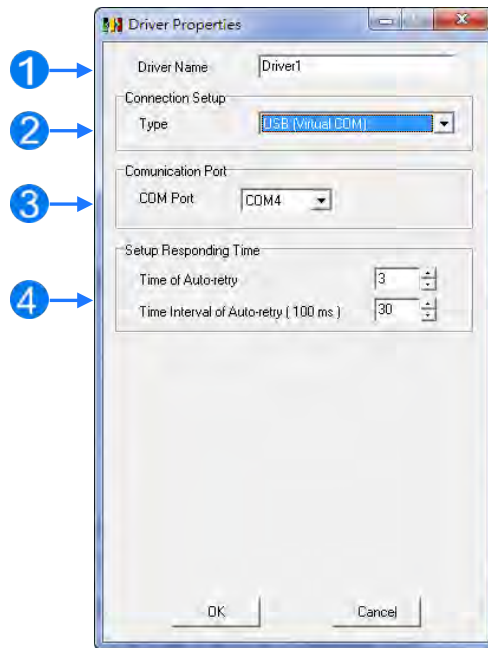 Driver Properties
1 Driver Name Driver1
Connection Setup
2 Type USB (Virtual COM)
Comunication Port
3 COM Port COM4
Setup Responding Time
Time of Auto-retry 3
4
Time Interval of Auto-retry ( 100 ms ) 30
OK Cancel